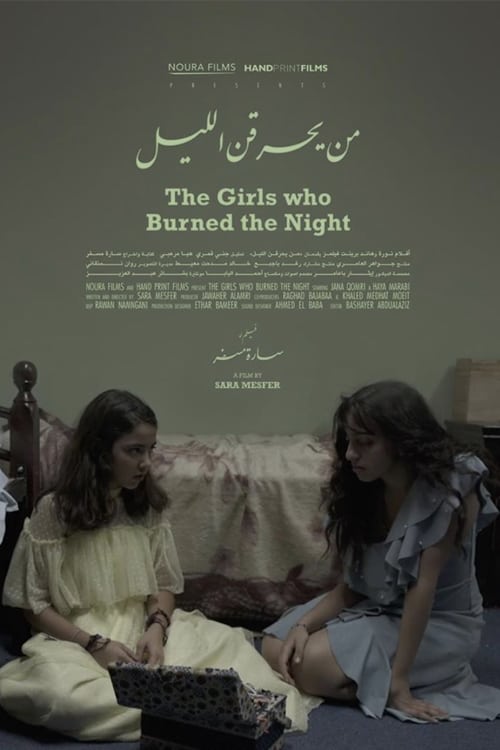 NOURA FILMS HANDPRINTFILMS
PRESENTS
من يحرقن الليل
The Girls who
Burned the Night
NOURA FILMS AND HAND PRINT FILMS PRESENT THE GIRLS WHO BURNED THE NIGHT STARRING JANA QOMRI & HAYA MARABI
WRITTEN AND DIRECTED BY SARA MESFER PRODUCER JAWAHER ALAMRI CO-PRODUCERS RAGHAD BAJABAA & KHALED MEDHAT MOEIT
DOP RAWAN NAMNGANI PRODUCTION DESIGNER ETHAR BAMEER SOUND DESIGNER AHMED EL BABA EDITOR BASHAYER ABDUALAZIZ
سارة مسفر
A FILM BY
SARA MESFER